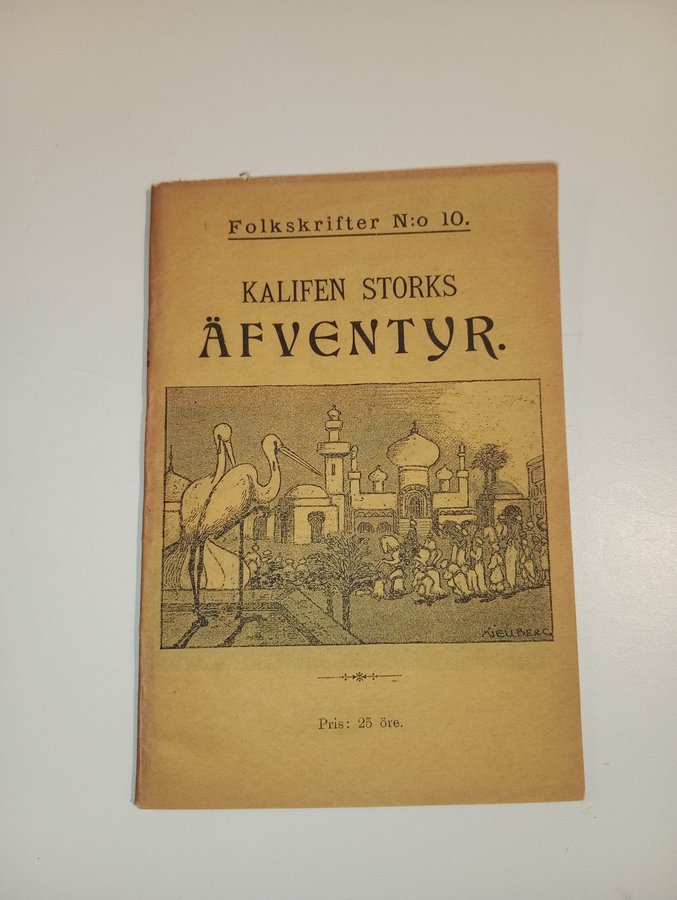 Folkskrifter N:o 10.
KALIFEN STORKS
ÄFVENTYR.
KJELLBERG
Pris: 25 öre.